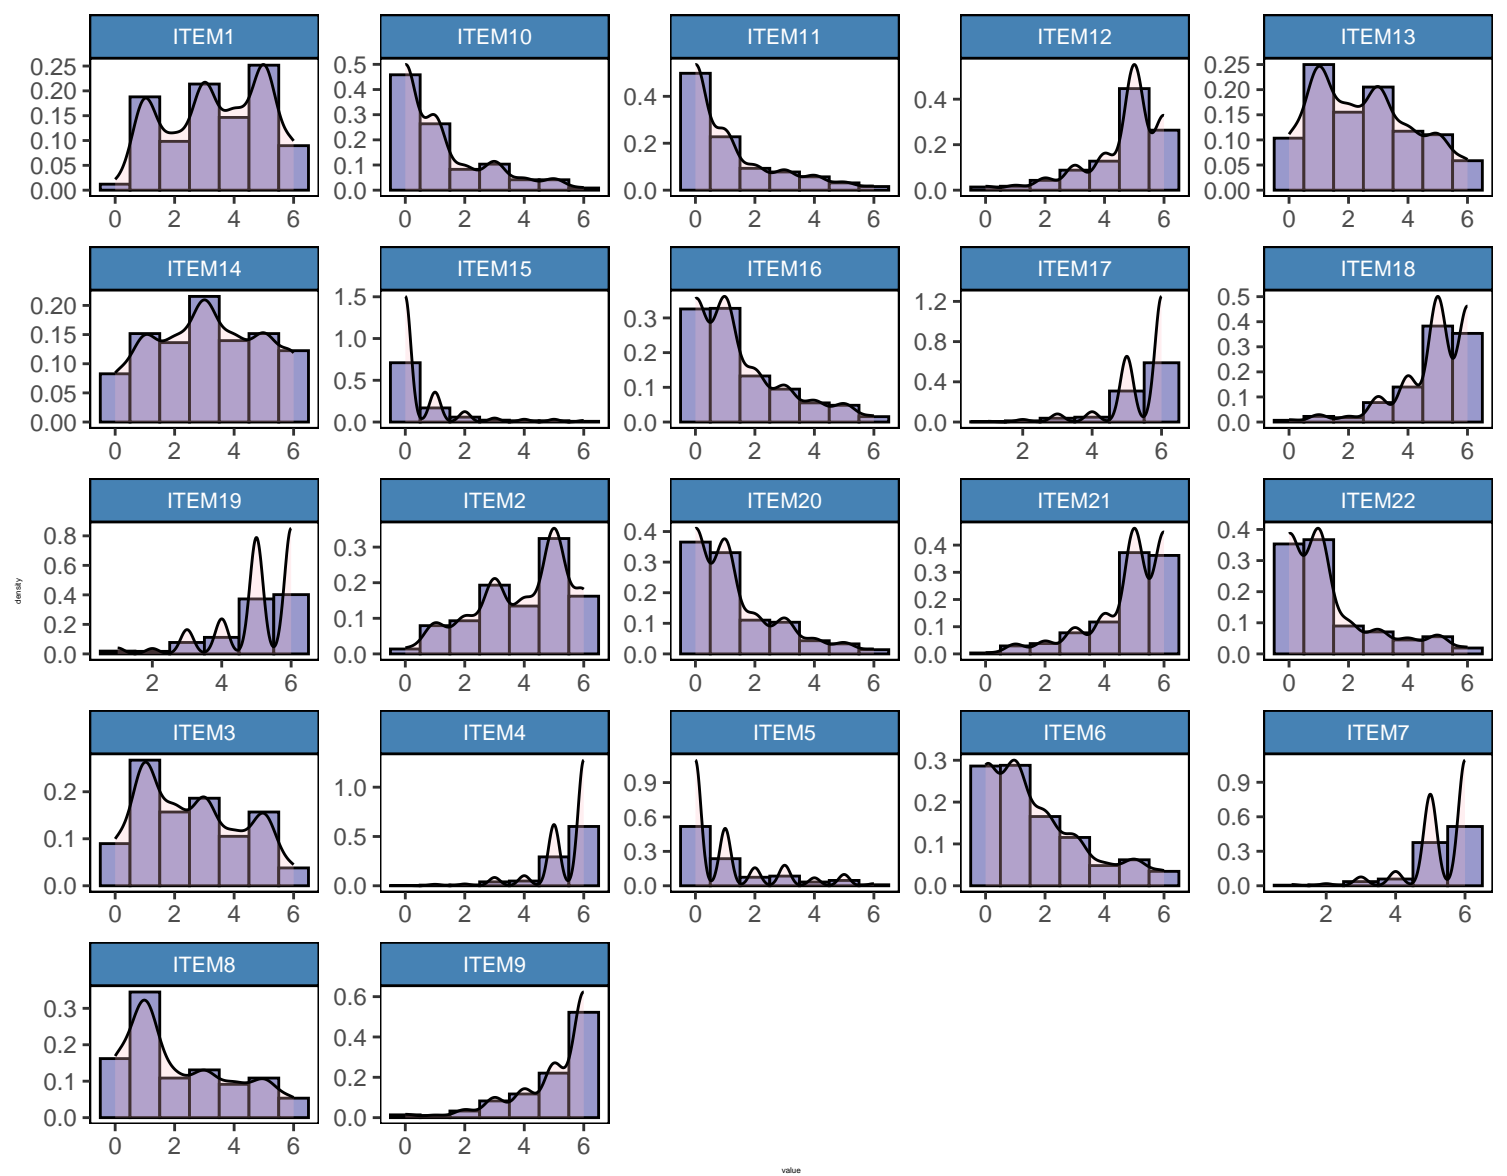 ITEM1 ITEM10 ITEM11 ITEM12 ITEM13
0.25 0.20 0.15 0.10 0.05 0.00 0.5 0.4 0.3 0.2 0.1 0.0 0.4 0.2 0.0 0.4 0.2 0.0 0.25 0.20 0.15 0.10 0.05 0.00
0 2 4 6 0 2 4 6 0 2 4 6 0 2 4 6 0 2 4 6
ITEM14 ITEM15 ITEM16 ITEM17 ITEM18
0.20 0.15 0.10 0.05 0.00 1.5 1.0 0.5 0.0 0.3 0.2 0.1 0.0 1.2 0.8 0.4 0.0 0.5 0.4 0.3 0.2 0.1 0.0
0 2 4 6 0 2 4 6 0 2 4 6 2 4 6 0 2 4 6
ITEM19 ITEM2 ITEM20 ITEM21 ITEM22
0.8 0.6 0.4 0.2 0.0 0.3 0.2 0.1 0.0 0.4 0.3 0.2 0.1 0.0 0.4 0.3 0.2 0.1 0.0 0.4 0.3 0.2 0.1 0.0
2 4 6 0 2 4 6 0 2 4 6 0 2 4 6 0 2 4 6
density
ITEM3 ITEM4 ITEM5 ITEM6 ITEM7
0.2 0.1 0.0 1.0 0.5 0.0 0.9 0.6 0.3 0.0 0.3 0.2 0.1 0.0 0.9 0.6 0.3 0.0
0 2 4 6 0 2 4 6 0 2 4 6 0 2 4 6 2 4 6
ITEM8 ITEM9
0.3 0.2 0.1 0.0 0.6 0.4 0.2 0.0
0 2 4 6 0 2 4 6
value